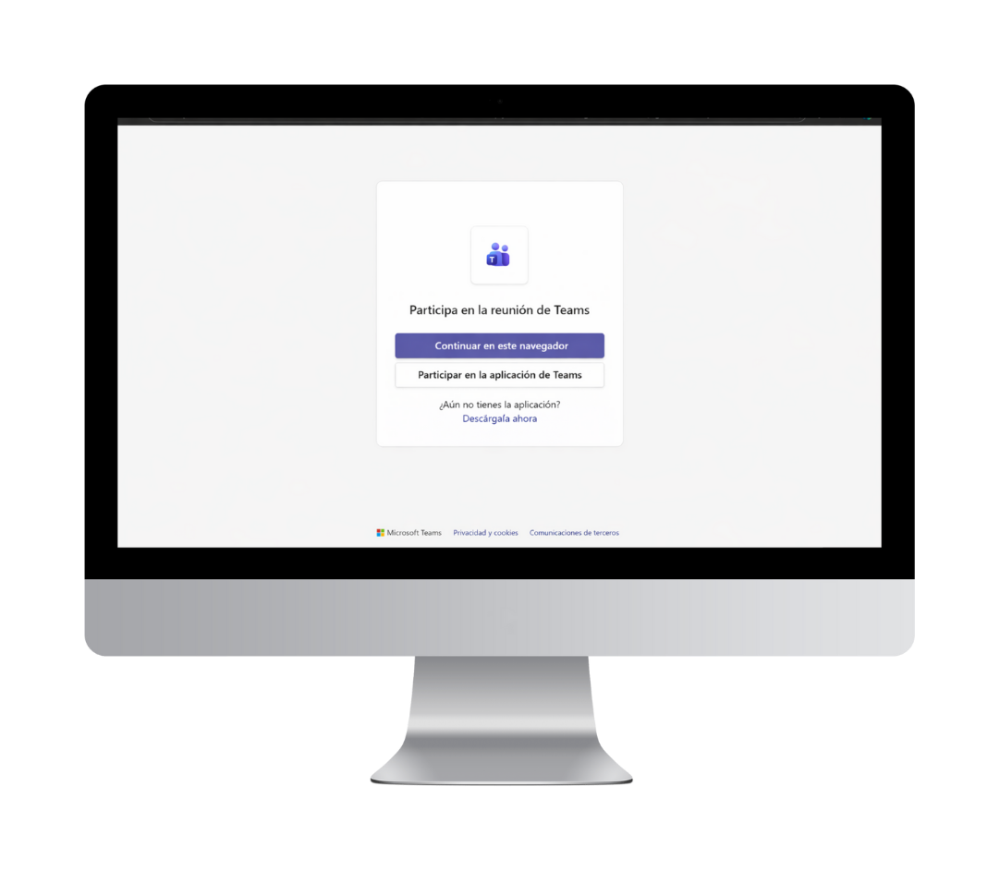 T
Participa en la reunión de Teams
Continuar en este navegador
Participar en la aplicación de Teams
¿Aún no tienes la aplicación?
Descárgala ahora
Microsoft Teams Privacidad y cookies Comunicaciones de terceros